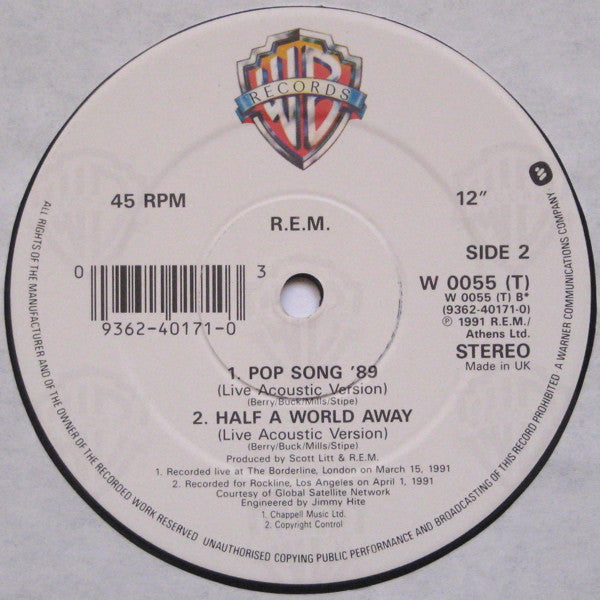 WB
RECORDS
45 RPM
12"
R.E.M.
SIDE 2
0
3
9362-40171-0
W 0055 (T)
W 0055 (T) B*
(9362-40171-0)
℗ 1991 R.E.M./
Athens Ltd.
STEREO
Made in UK
1. POP SONG '89
(Live Acoustic Version)
(Berry/Buck/Mills/Stipe)
2. HALF A WORLD AWAY
(Live Acoustic Version)
(Berry/Buck/Mills/Stipe)
Produced by Scott Litt & R.E.M.
1. Recorded live at The Borderline, London on March 15, 1991
2. Recorded for Rockline, Los Angeles on April 1, 1991
Courtesy of Global Satellite Network
Engineered by Jimmy Hite
1. Chappell Music Ltd.
2. Copyright Control
ALL RIGHTS OF THE MANUFACTURER AND OF THE OWNER OF THE RECORDED WORK RESERVED UNAUTHORISED COPYING PUBLIC PERFORMANCE AND BROADCASTING OF THIS RECORD PROHIBITED A WARNER COMMUNICATIONS COMPANY